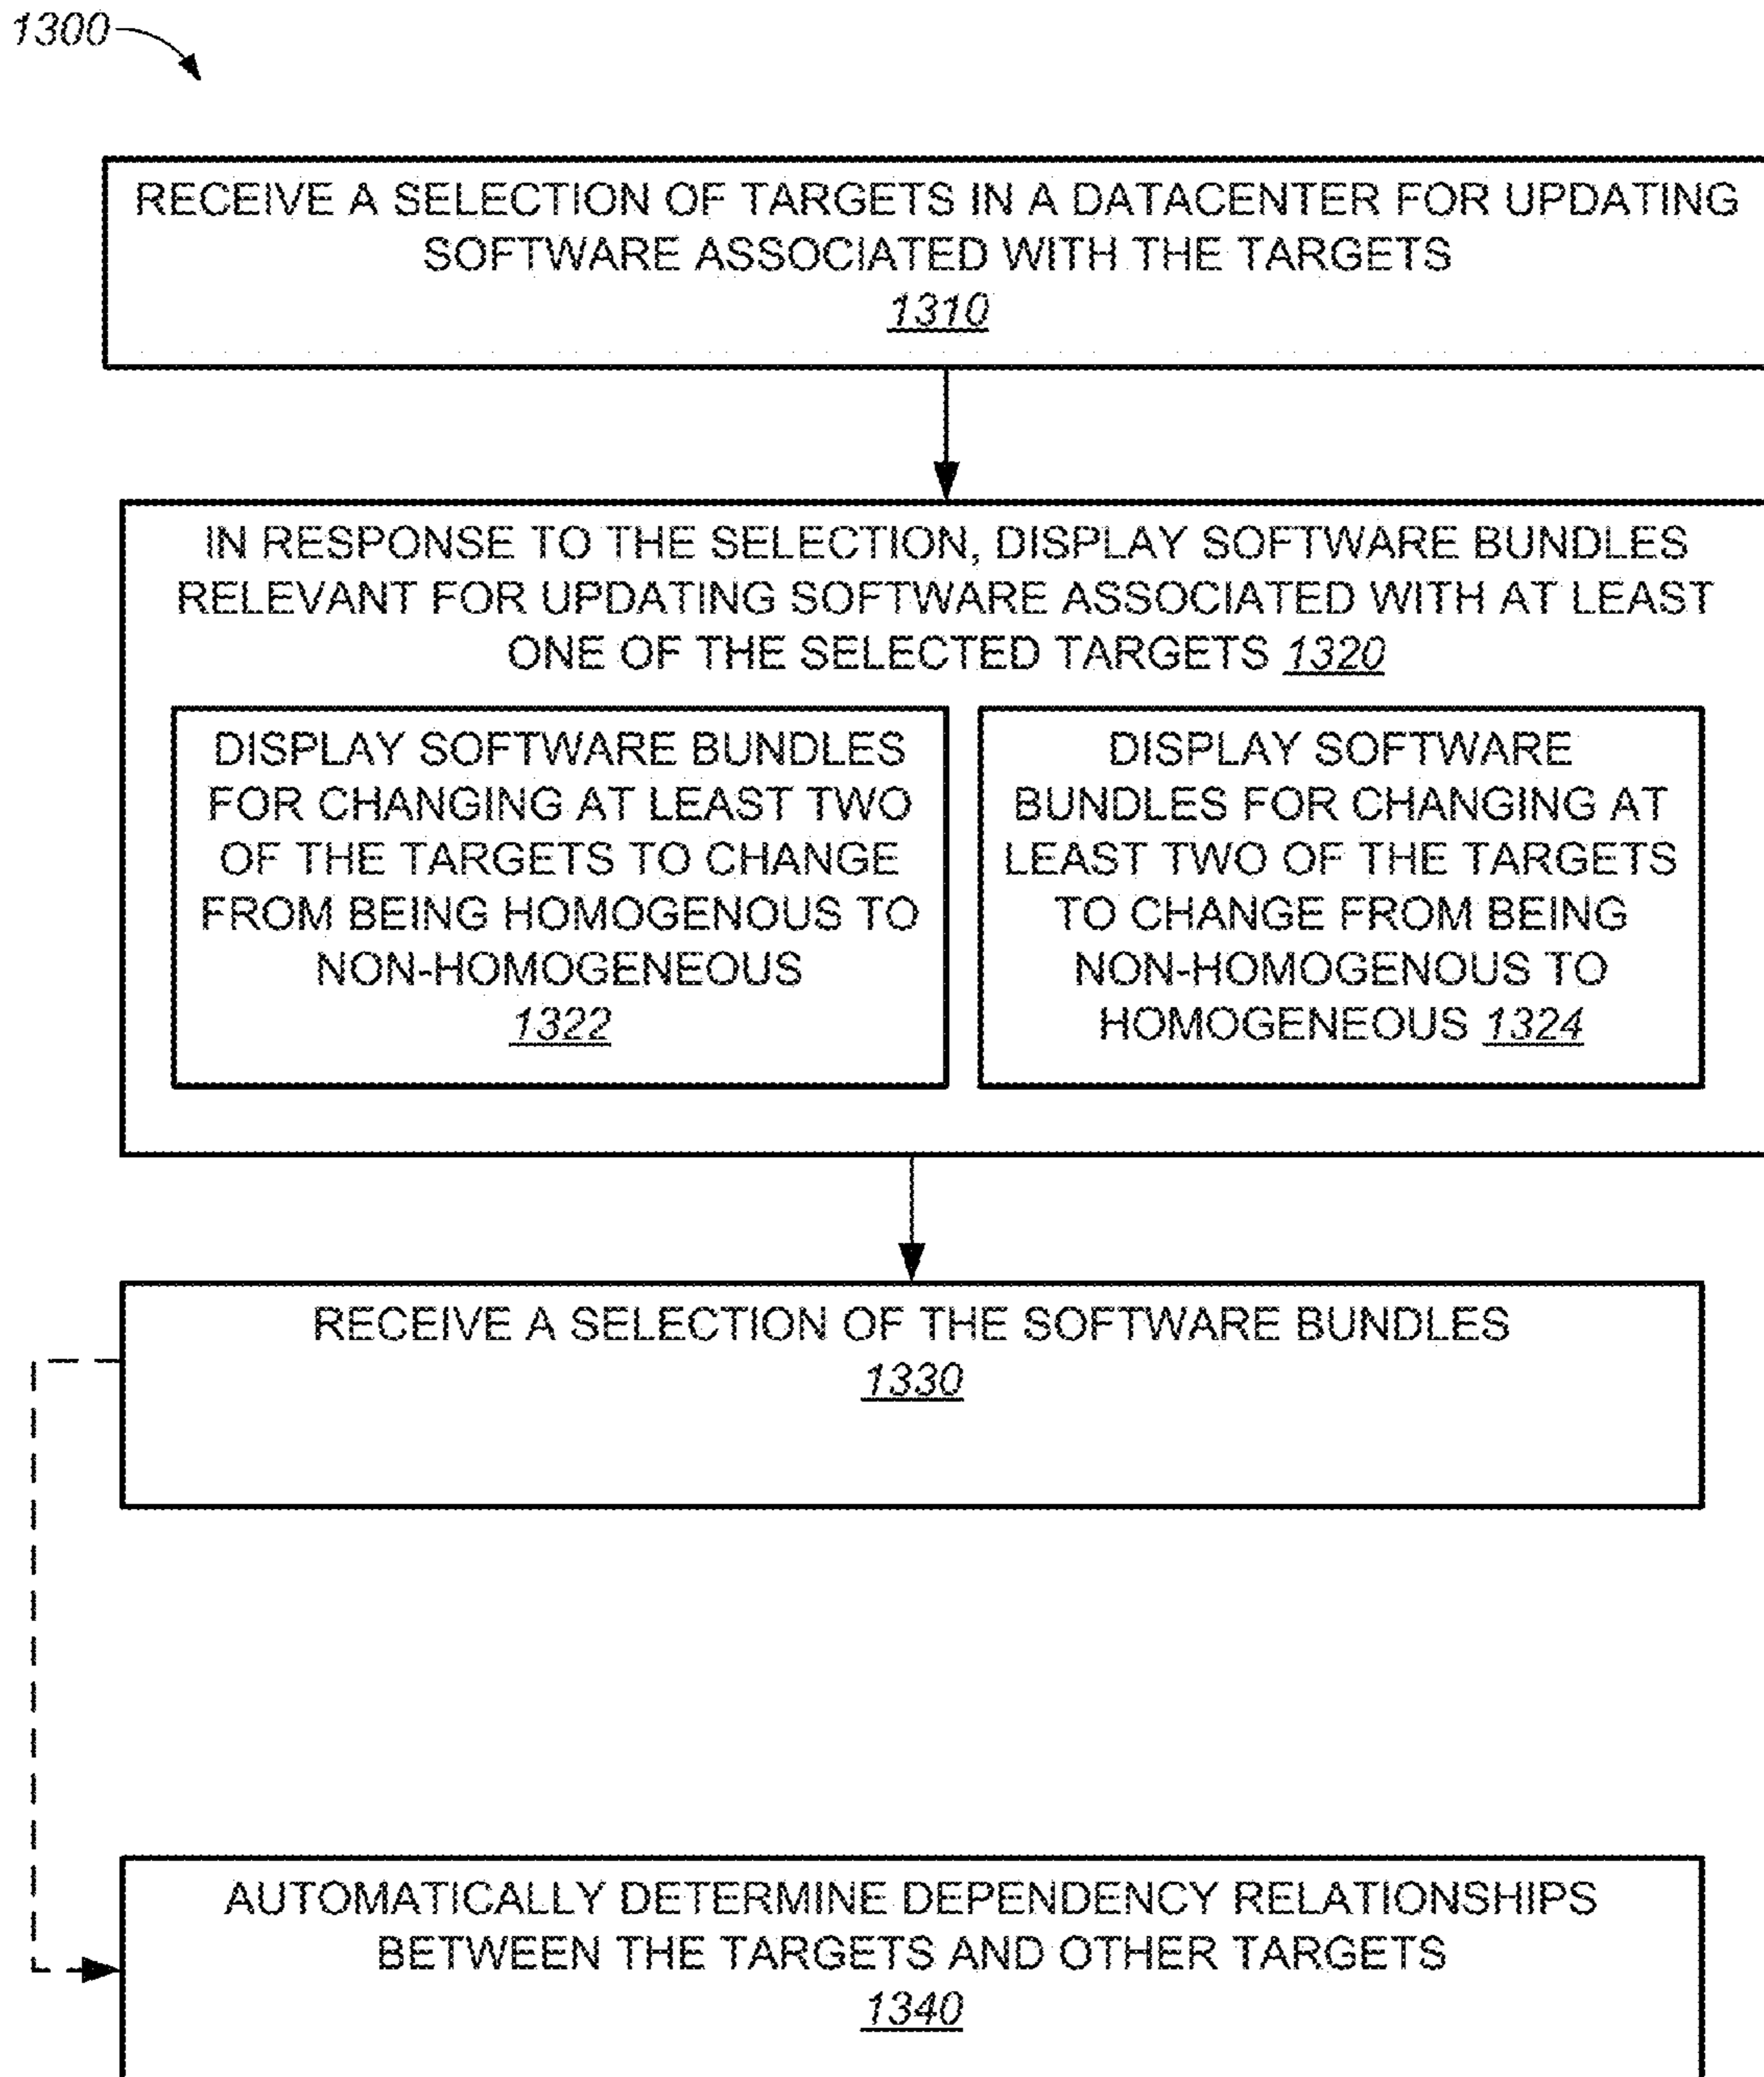 1300
RECEIVE A SELECTION OF TARGETS IN A DATACENTER FOR UPDATING
SOFTWARE ASSOCIATED WITH THE TARGETS
1310
IN RESPONSE TO THE SELECTION, DISPLAY SOFTWARE BUNDLES
RELEVANT FOR UPDATING SOFTWARE ASSOCIATED WITH AT LEAST
ONE OF THE SELECTED TARGETS 1320
DISPLAY SOFTWARE BUNDLES
FOR CHANGING AT LEAST TWO
OF THE TARGETS TO CHANGE
FROM BEING HOMOGENOUS TO
NON-HOMOGENEOUS
1322
DISPLAY SOFTWARE
BUNDLES FOR CHANGING AT
LEAST TWO OF THE TARGETS
TO CHANGE FROM BEING
NON-HOMOGENOUS TO
HOMOGENEOUS 1324
RECEIVE A SELECTION OF THE SOFTWARE BUNDLES
1330
AUTOMATICALLY DETERMINE DEPENDENCY RELATIONSHIPS
BETWEEN THE TARGETS AND OTHER TARGETS
1340